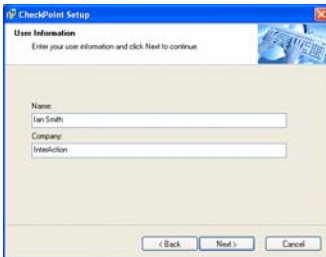 CheckPoint Setup
User Information
Enter your user information and click Next to continue.
Name:
Ian Smith
Company:
InterAction
< Back
Next >
Cancel